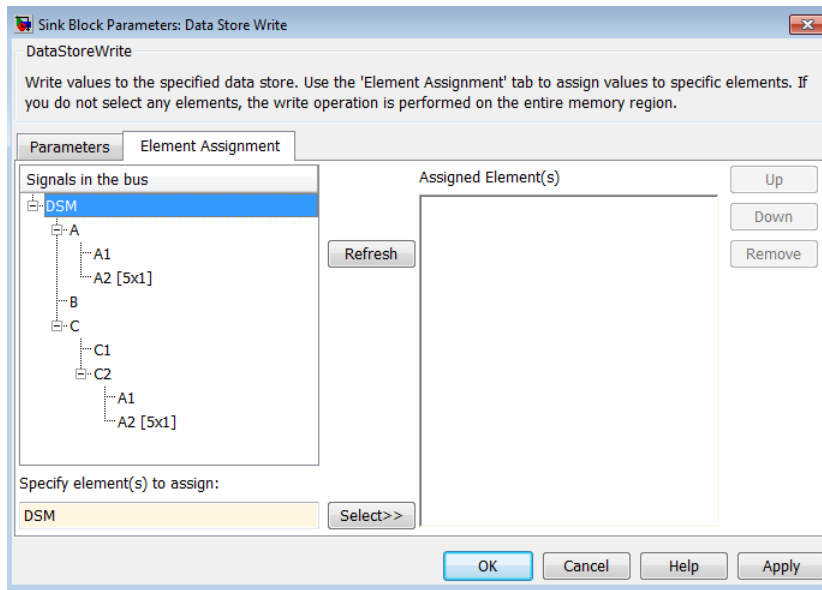 Sink Block Parameters: Data Store Write
DataStoreWrite
Write values to the specified data store. Use the 'Element Assignment' tab to assign values to specific elements. If
you do not select any elements, the write operation is performed on the entire memory region.
Parameters
Element Assignment
Signals in the bus
DSM
A
A1
A2 [5x1]
B
C
C1
C2
A1
A2 [5x1]
Specify element(s) to assign:
DSM
Refresh
Select>>
Assigned Element(s)
Up
Down
Remove
OK
Cancel
Help
Apply